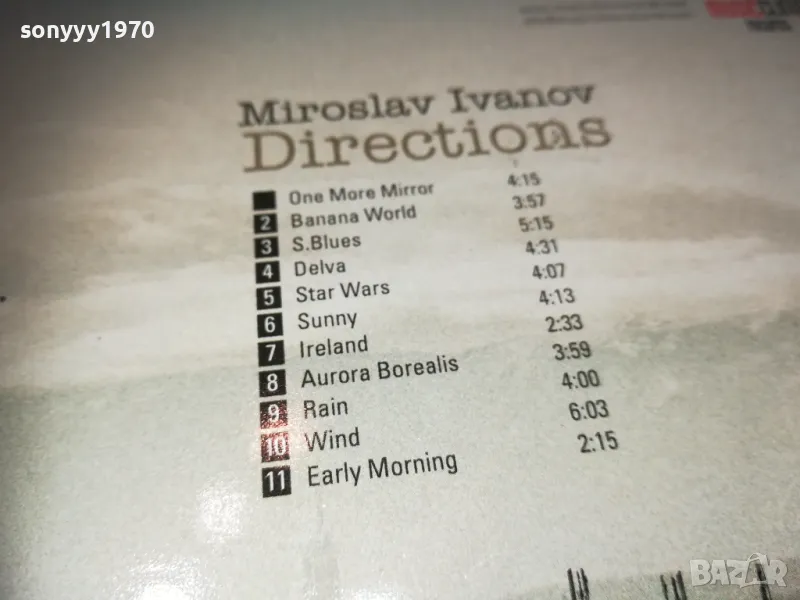 sonyyy1970
Miroslav Ivanov
Directions
One More Mirror 4:15
2 Banana World 3:57
3 S.Blues 5:15
4 Delva 4:31
5 Star Wars 4:07
6 Sunny 4:13
7 Ireland 2:33
8 Aurora Borealis 3:59
9 Rain 4:00
10 Wind 6:03
11 Early Morning 2:15
BAZAR